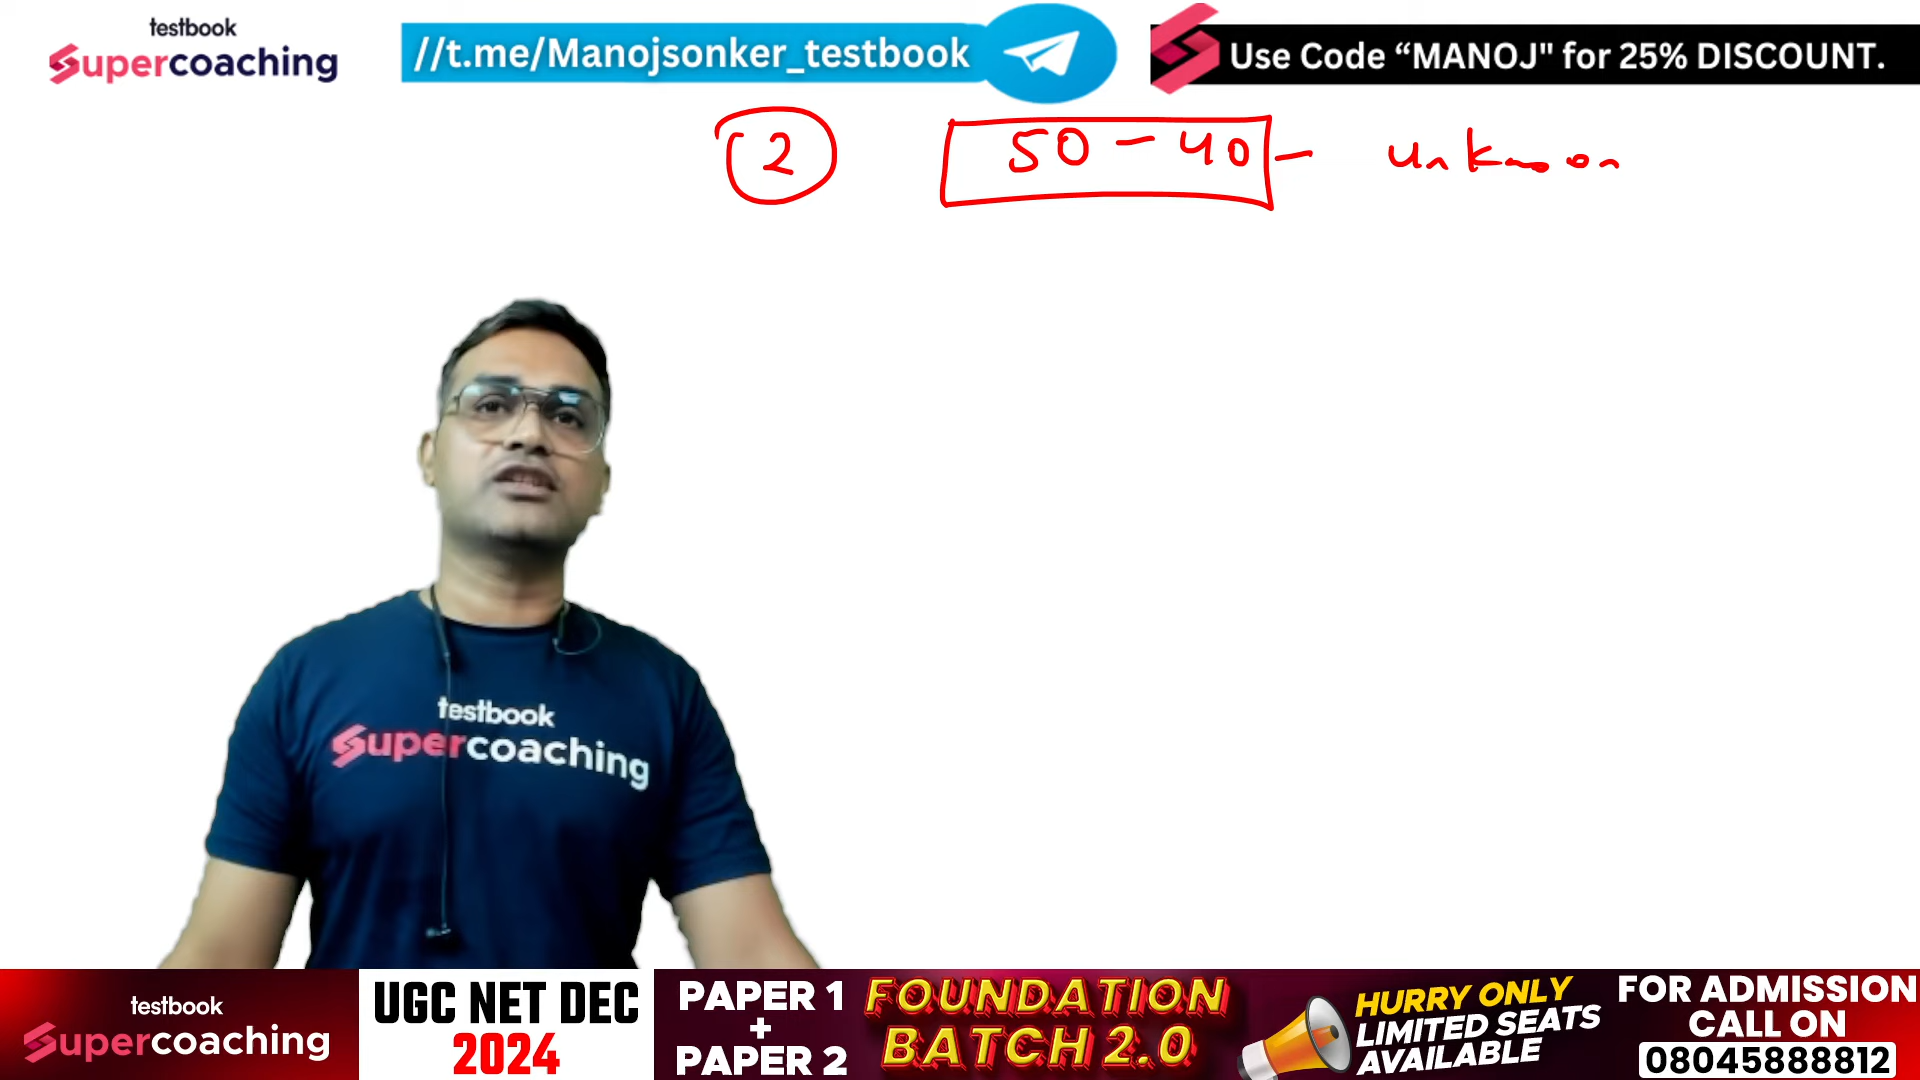 testbook
Supercoaching
//t.me/Manojsonker_testbook
Use Code “MANOJ" for 25% DISCOUNT.
2 50 - 40 -
testbook
Supercoaching
testbook
Supercoaching
UGC NET DEC
2024
PAPER 1
+
PAPER 2
FOUNDATION
BATCH 2.0
HURRY ONLY
LIMITED SEATS
AVAILABLE
FOR ADMISSION
CALL ON
08045888812